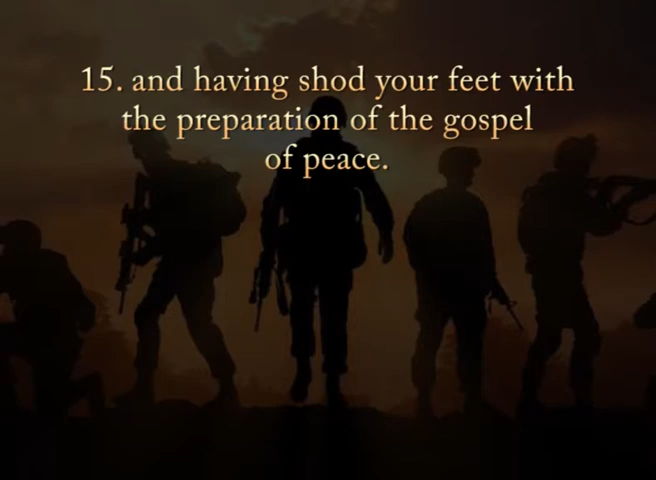 15. and having shod your feet with
the preparation of the gospel
of peace.